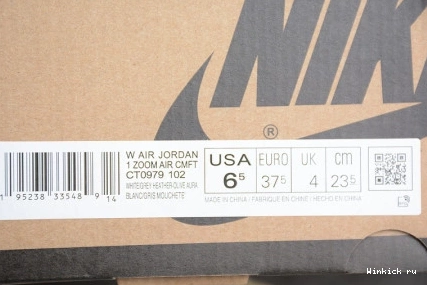 NIK
®
W AIR JORDAN
1 ZOOM AIR CMFT
CT0979 102
WHITE/GREY HEATHER-OLIVE AURA
BLANC/GRIS MOUCHETE
1 95238 33548 9 14
USA EURO UK cm
6.5 37.5 4 23.5
MADE IN CHINA - FABRIQUÉ EN CHINE / HECHO EN CHINA
Winkick ru